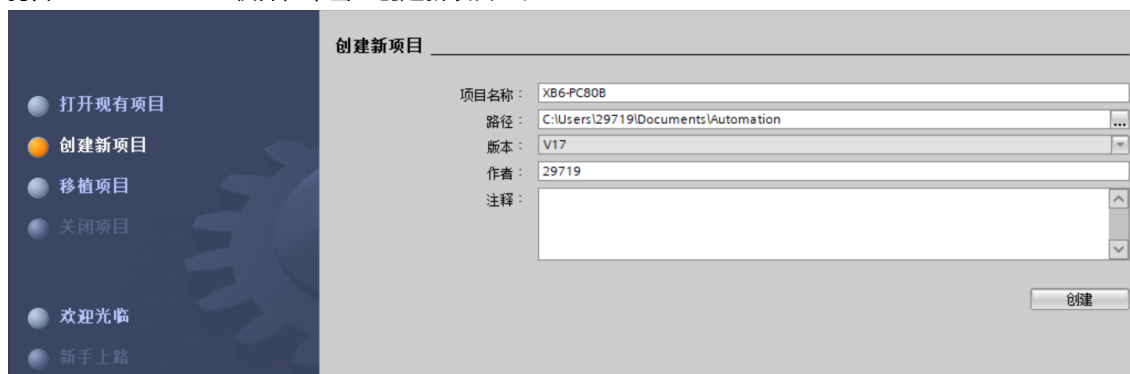 创建新项目
打开现有项目
创建新项目
移植项目
关闭项目
欢迎光临
新手上路
项目名称： XB6-PC80B
路径： C:\Users\29719\Documents\Automation ...
版本： V17
作者： 29719
注释：
创建